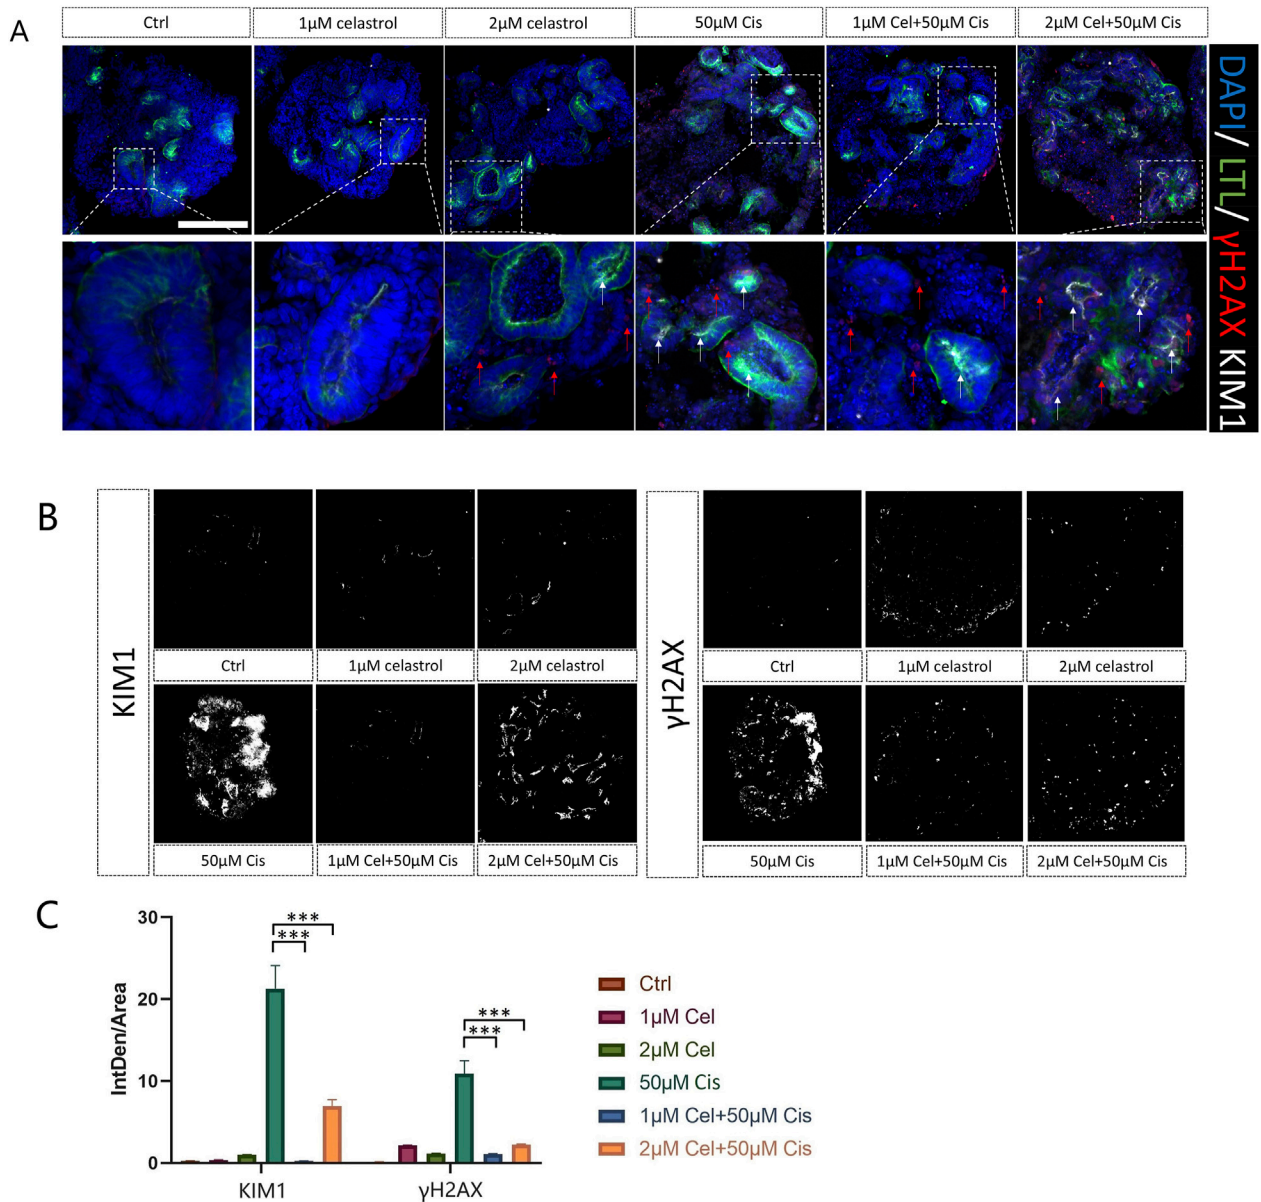 A
Ctrl
1μM celastrol
2μM celastrol
50μM Cis
1μM Cel+50μM Cis
2μM Cel+50μM Cis
DAPI/ LTL/ γH2AX KIM1
B
KIM1
Ctrl
1μM celastrol
2μM celastrol
50μM Cis
1μM Cel+50μM Cis
2μM Cel+50μM Cis
γH2AX
Ctrl
1μM celastrol
2μM celastrol
50μM Cis
1μM Cel+50μM Cis
2μM Cel+50μM Cis
C
IntDen/Area
30
20
10
0
***
***
***
***
KIM1
γH2AX
Ctrl
1μM Cel
2μM Cel
50μM Cis
1μM Cel+50μM Cis
2μM Cel+50μM Cis